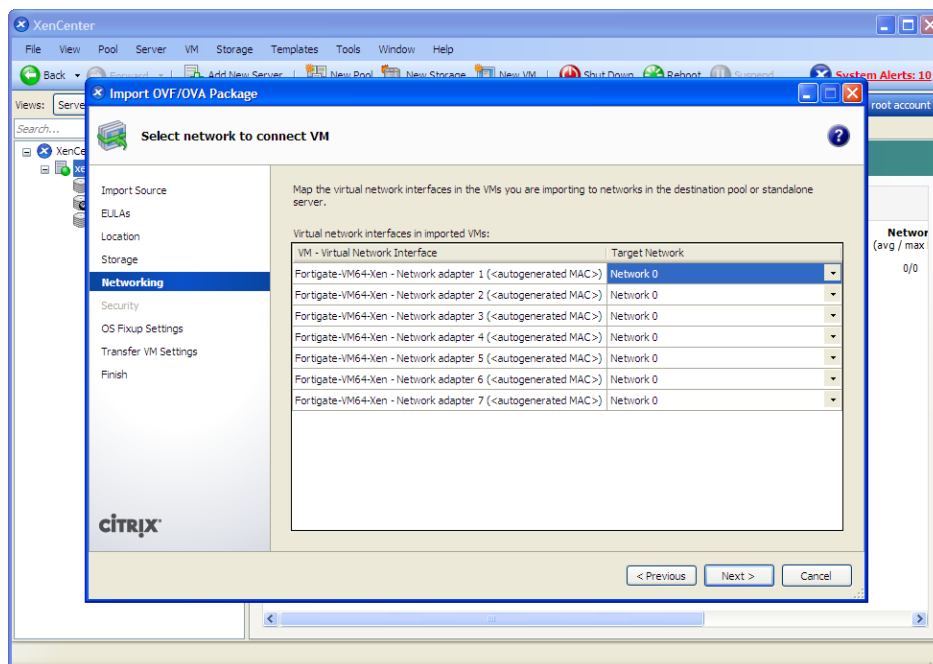 XenCenter
File View Pool Server VM Storage Templates Tools Window Help
Back Forward Add New Server New Pool New Storage New VM Shut Down Reboot Suspend System Alerts: 10
Views: Serve
root account
Search...
XenCe
xe
Import OVF/OVA Package
Select network to connect VM
Import Source
EULAs
Location
Storage
Networking
Security
OS Fixup Settings
Transfer VM Settings
Finish
CITRIX
Map the virtual network interfaces in the VMs you are importing to networks in the destination pool or standalone
server.
Virtual network interfaces in imported VMs:
VM - Virtual Network Interface Target Network
Fortigate-VM64-Xen - Network adapter 1 (<autogenerated MAC>) Network 0
Fortigate-VM64-Xen - Network adapter 2 (<autogenerated MAC>) Network 0
Fortigate-VM64-Xen - Network adapter 3 (<autogenerated MAC>) Network 0
Fortigate-VM64-Xen - Network adapter 4 (<autogenerated MAC>) Network 0
Fortigate-VM64-Xen - Network adapter 5 (<autogenerated MAC>) Network 0
Fortigate-VM64-Xen - Network adapter 6 (<autogenerated MAC>) Network 0
Fortigate-VM64-Xen - Network adapter 7 (<autogenerated MAC>) Network 0
< Previous Next > Cancel
Networ
(avg / max
0/0